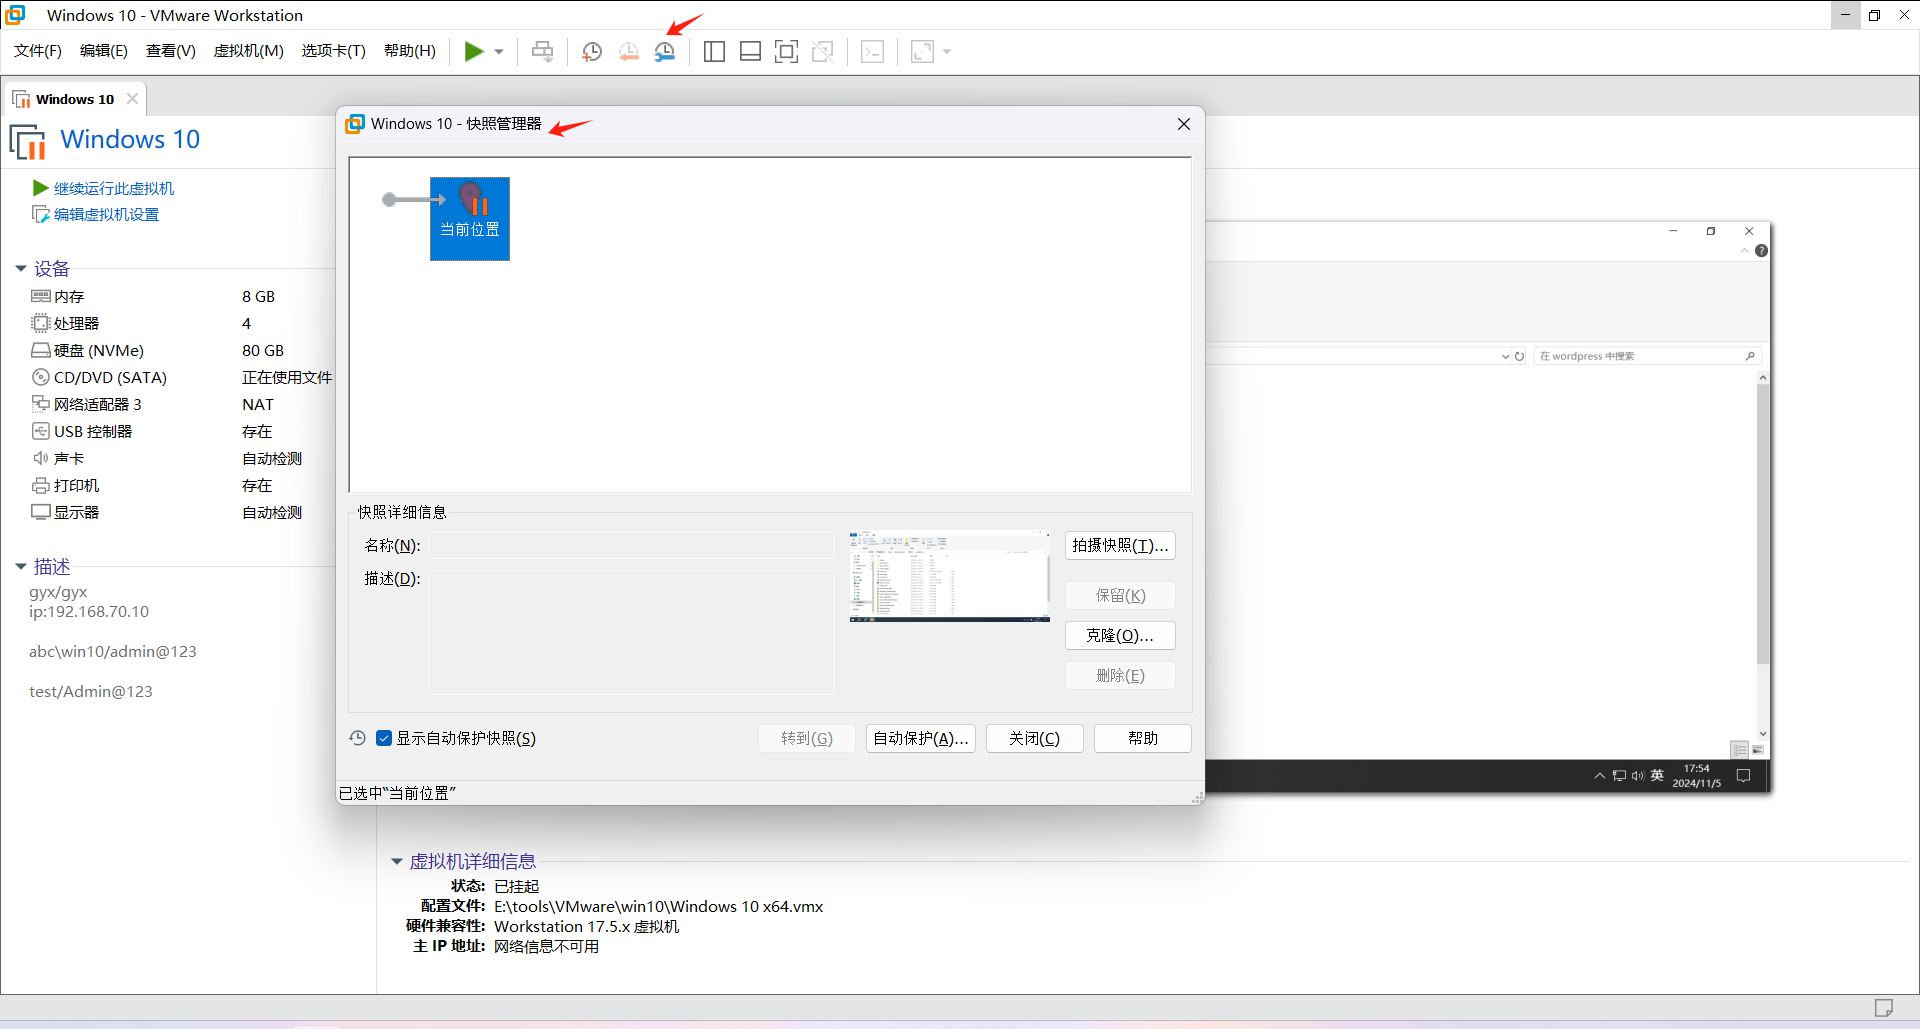 Windows 10 - VMware Workstation
文件(F) 编辑(E) 查看(V) 虚拟机(M) 选项卡(T) 帮助(H)
Windows 10
Windows 10
继续运行此虚拟机
编辑虚拟机设置
设备
内存 8 GB
处理器 4
硬盘 (NVMe) 80 GB
CD/DVD (SATA) 正在使用文件
网络适配器 3 NAT
USB 控制器 存在
声卡 自动检测
打印机 存在
显示器 自动检测
描述
gyx/gyx
ip:192.168.70.10
abc\win10/admin@123
test/Admin@123
Windows 10 - 快照管理器
当前位置
快照详细信息
名称(N):
描述(D):
拍摄快照(T)...
保留(K)
克隆(O)...
删除(E)
显示自动保护快照(S)
转到(G)
自动保护(A)...
关闭(C)
帮助
已选中“当前位置”
在 wordpress 中搜索
英
17:54
2024/11/5
虚拟机详细信息
状态: 已挂起
配置文件: E:\tools\VMware\win10\Windows 10 x64.vmx
硬件兼容性: Workstation 17.5.x 虚拟机
主 IP 地址: 网络信息不可用